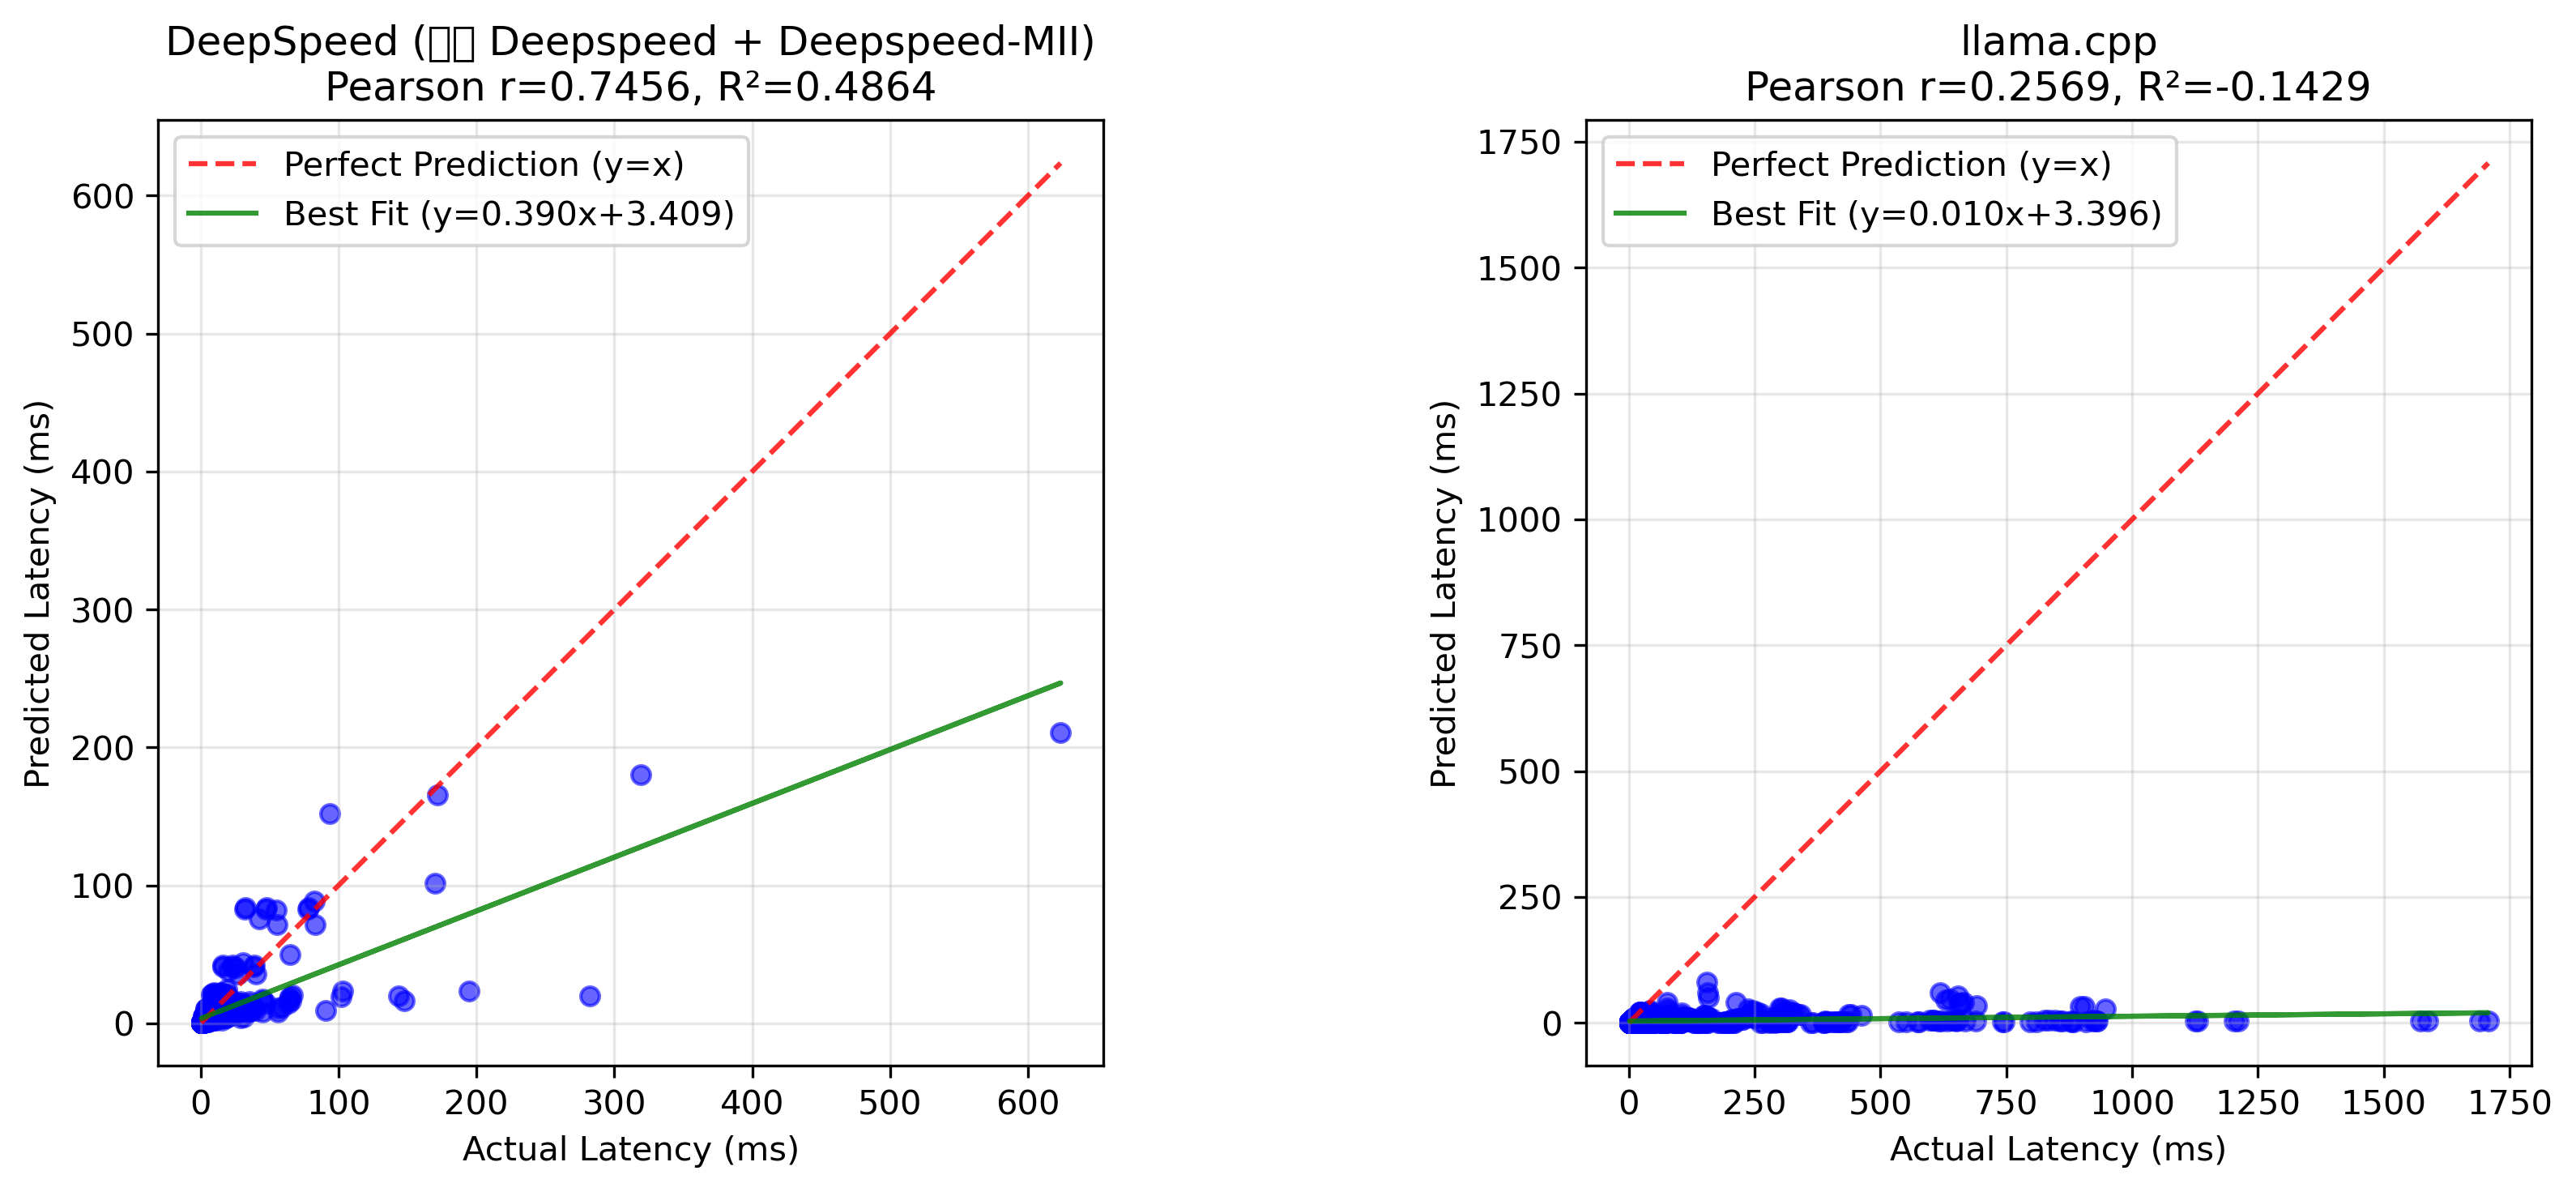 DeepSpeed (▯▯ Deepspeed + Deepspeed-MII)
Pearson r=0.7456, R²=0.4864
Perfect Prediction (y=x)
Best Fit (y=0.390x+3.409)
Predicted Latency (ms)
600
500
400
300
200
100
0
0 100 200 300 400 500 600
Actual Latency (ms)
llama.cpp
Pearson r=0.2569, R²=-0.1429
Perfect Prediction (y=x)
Best Fit (y=0.010x+3.396)
Predicted Latency (ms)
1750
1500
1250
1000
750
500
250
0
0 250 500 750 1000 1250 1500 1750
Actual Latency (ms)